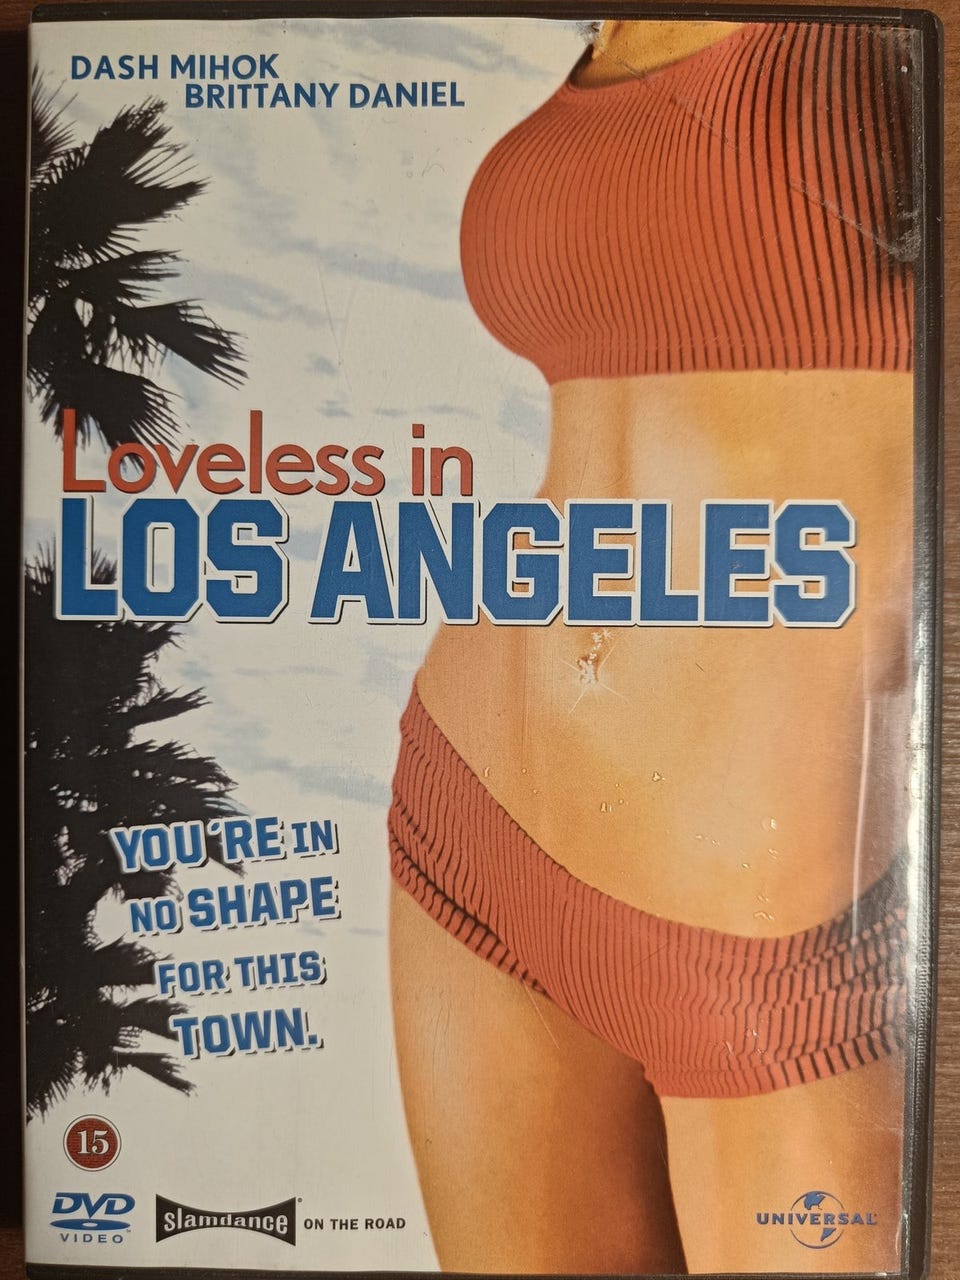 DASH MIHOK
BRITTANY DANIEL
Loveless in
LOS ANGELES
YOU´RE IN
NO SHAPE
FOR THIS
TOWN.
15
DVD
VIDEO™
slamdance® ON THE ROAD
UNIVERSAL